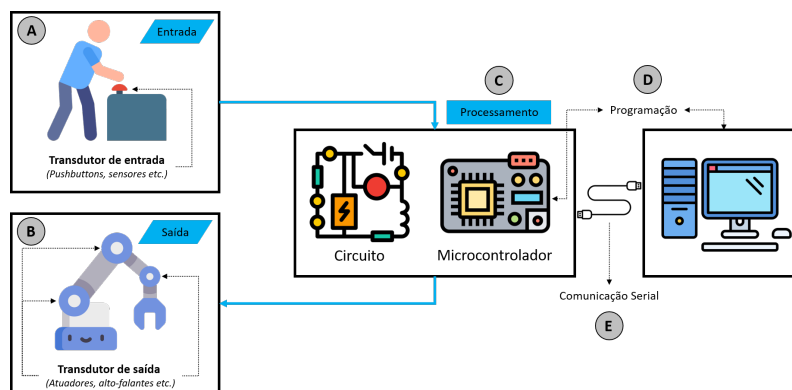 A
Entrada
Transdutor de entrada
(Pushbuttons, sensores etc.)
B
Saída
Transdutor de saída
(Atuadores, alto-falantes etc.)
C
Processamento
Circuito
Microcontrolador
D
Programação
Comunicação Serial
E